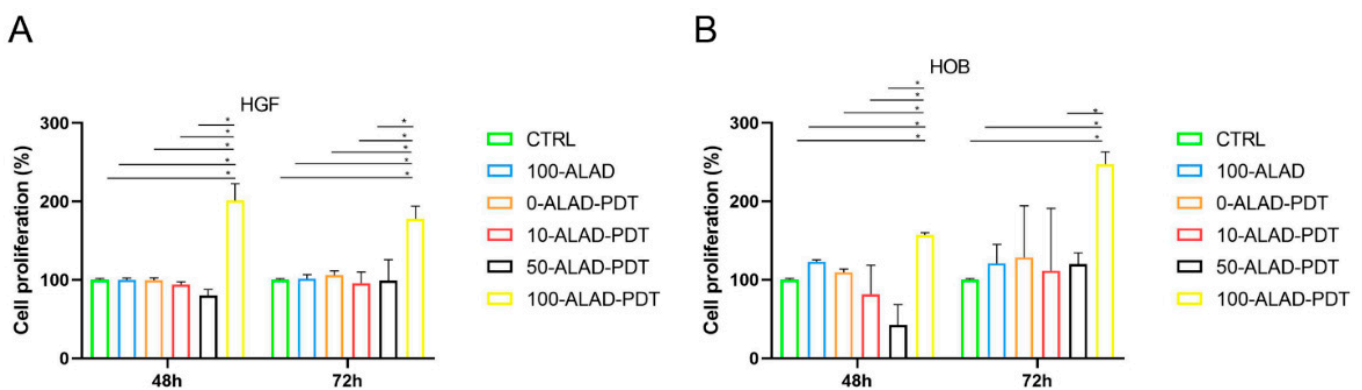 A
HGF
*
*
*
*
*
*
*
*
*
*
300
200
100
0
Cell proliferation (%)
48h
72h
CTRL
100-ALAD
0-ALAD-PDT
10-ALAD-PDT
50-ALAD-PDT
100-ALAD-PDT
B
HOB
*
*
*
*
*
*
*
*
300
200
100
0
Cell proliferation (%)
48h
72h
CTRL
100-ALAD
0-ALAD-PDT
10-ALAD-PDT
50-ALAD-PDT
100-ALAD-PDT